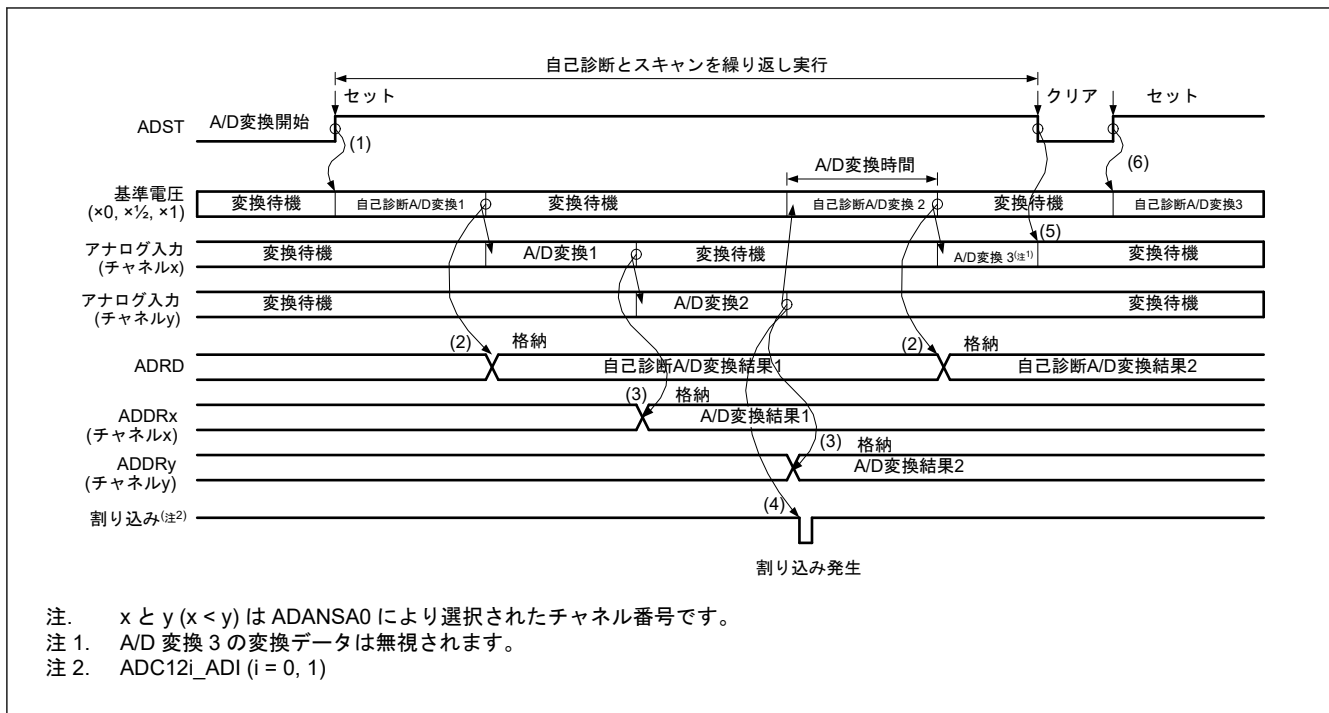 自己診断とスキャンを繰り返し実行
セット
クリア
セット
ADST
A/D変換開始
(1)
(6)
A/D変換時間
基準電圧
(×0, ×½, ×1)
変換待機
自己診断A/D変換1
変換待機
自己診断A/D変換 2
変換待機
自己診断A/D変換3
(5)
アナログ入力
(チャネルx)
変換待機
A/D変換1
変換待機
A/D変換 3(注1)
変換待機
アナログ入力
(チャネルy)
変換待機
A/D変換2
変換待機
(2)
格納
(2)
格納
ADRD
自己診断A/D変換結果1
自己診断A/D変換結果2
(3)
格納
ADDRx
(チャネルx)
A/D変換結果1
(3)
格納
ADDRy
(チャネルy)
A/D変換結果2
(4)
割り込み(注2)
割り込み発生
注. x と y (x < y) は ADANSA0 により選択されたチャネル番号です。
注 1. A/D 変換 3 の変換データは無視されます。
注 2. ADC12i_ADI (i = 0, 1)